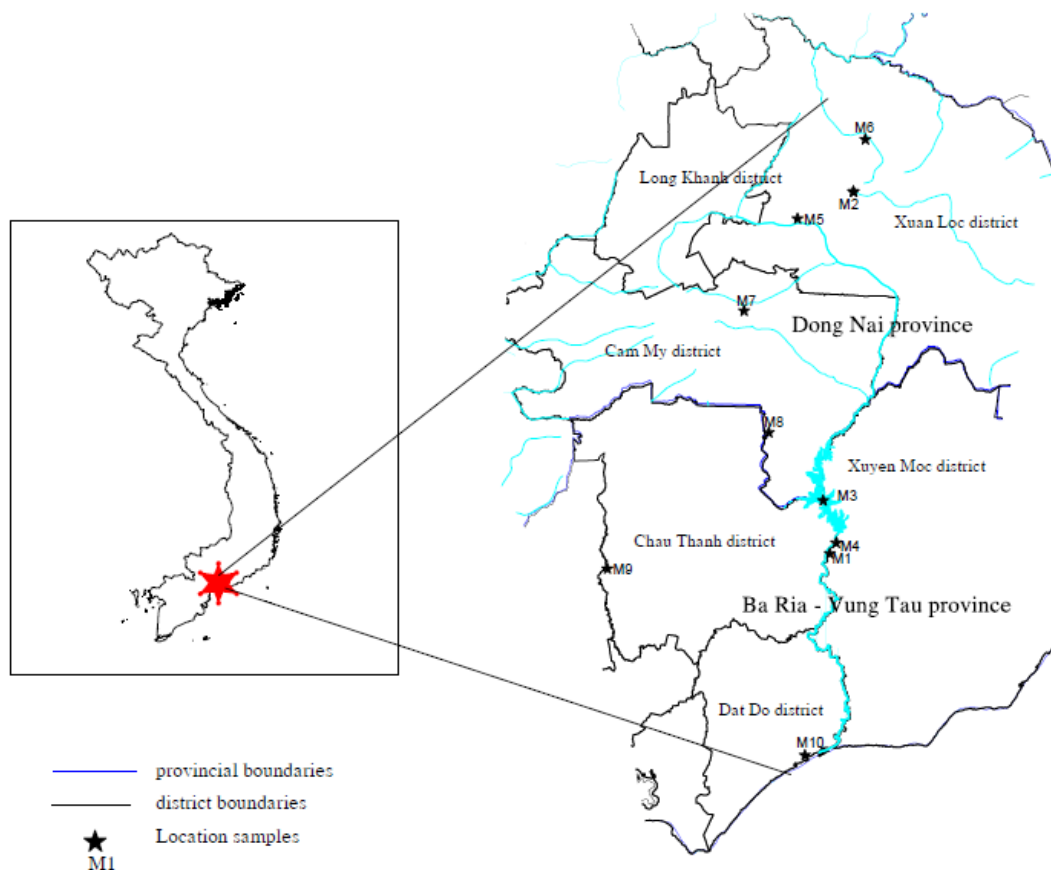 M6
Long Khanh district
M2
M5
Xuan Loc district
M7
Dong Nai province
Cam My district
M8
Xuyen Moc district
M3
Chau Thanh district
M4
M1
M9
Ba Ria - Vung Tau province
Dat Do district
M10
provincial boundaries
district boundaries
Location samples
M1